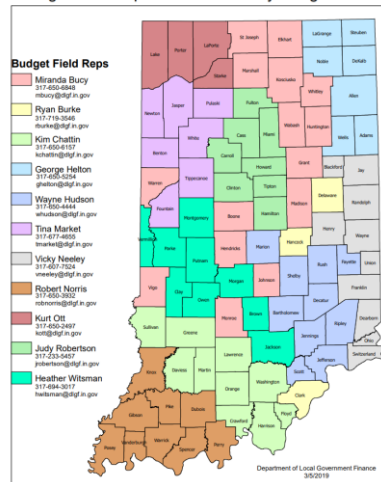 Budget Field Reps
Miranda Bucy
317-650-6848
mbucy@dlgf.in.gov
Ryan Burke
317-719-3546
rburke@dlgf.in.gov
Kim Chattin
317-650-6157
kchattin@dlgf.in.gov
George Helton
317-650-5254
ghelton@dlgf.in.gov
Wayne Hudson
317-650-4444
whudson@dlgf.in.gov
Tina Market
317-677-4655
tmarket@dlgf.in.gov
Vicky Neeley
317-607-7524
vneeley@dlgf.in.gov
Robert Norris
317-650-3932
robnorris@dlgf.in.gov
Kurt Ott
317-650-2497
kott@dlgf.in.gov
Judy Robertson
317-233-5457
jrobertson@dlgf.in.gov
Heather Witsman
317-694-3017
hwitsman@dlgf.in.gov
Lake
Porter
LaPorte
St Joseph
Elkhart
LaGrange
Steuben
Noble
DeKalb
Starke
Marshall
Kosciusko
Newton
Jasper
Pulaski
Fulton
Whitley
Allen
White
Cass
Miami
Wabash
Huntington
Wells
Adams
Benton
Carroll
Howard
Grant
Blackford
Jay
Tippecanoe
Warren
Clinton
Tipton
Delaware
Randolph
Fountain
Montgomery
Boone
Hamilton
Madison
Henry
Wayne
Vermillion
Parke
Putnam
Hendricks
Marion
Hancock
Rush
Fayette
Union
Shelby
Vigo
Clay
Owen
Morgan
Johnson
Franklin
Decatur
Monroe
Brown
Bartholomew
Sullivan
Greene
Jennings
Ripley
Dearborn
Ohio
Jackson
Lawrence
Jefferson
Switzerland
Knox
Daviess
Martin
Orange
Washington
Scott
Clark
Gibson
Pike
Dubois
Crawford
Floyd
Harrison
Posey
Vanderburgh
Warrick
Spencer
Perry
Department of Local Government Finance
3/5/2019